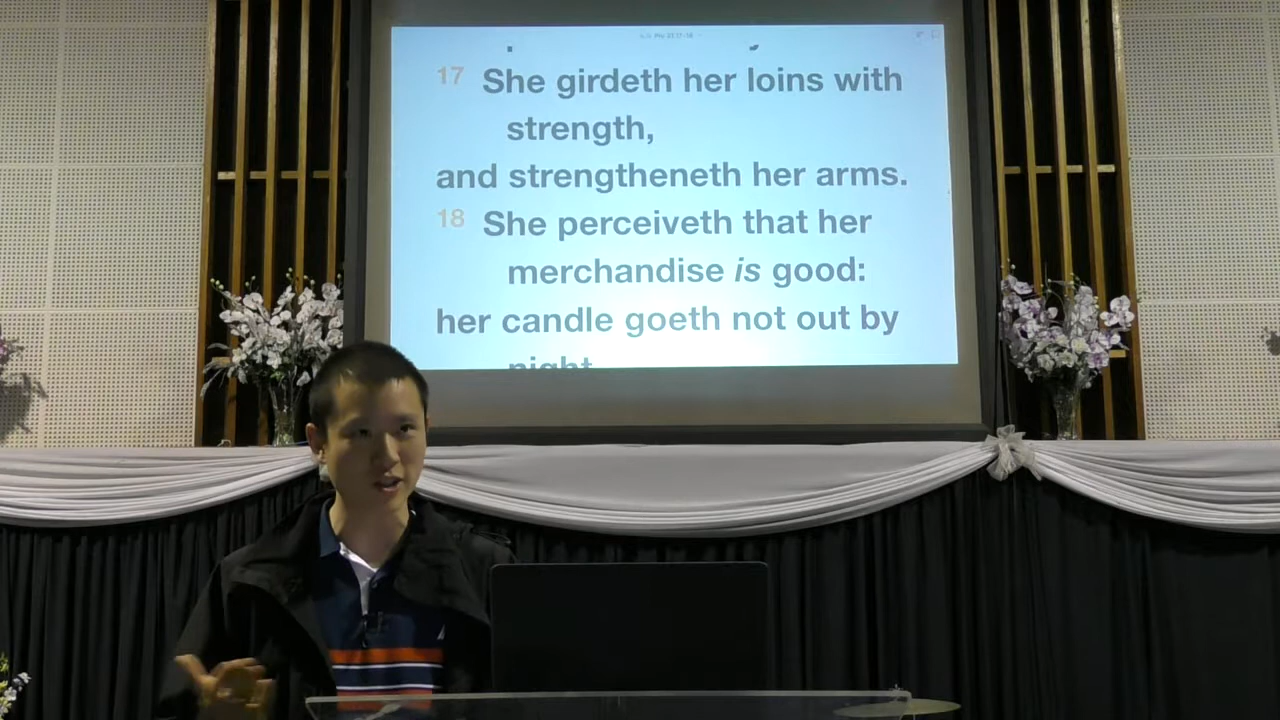 17 She girdeth her loins with
strength,
and strengtheneth her arms.
18 She perceiveth that her
merchandise is good:
her candle goeth not out by
night